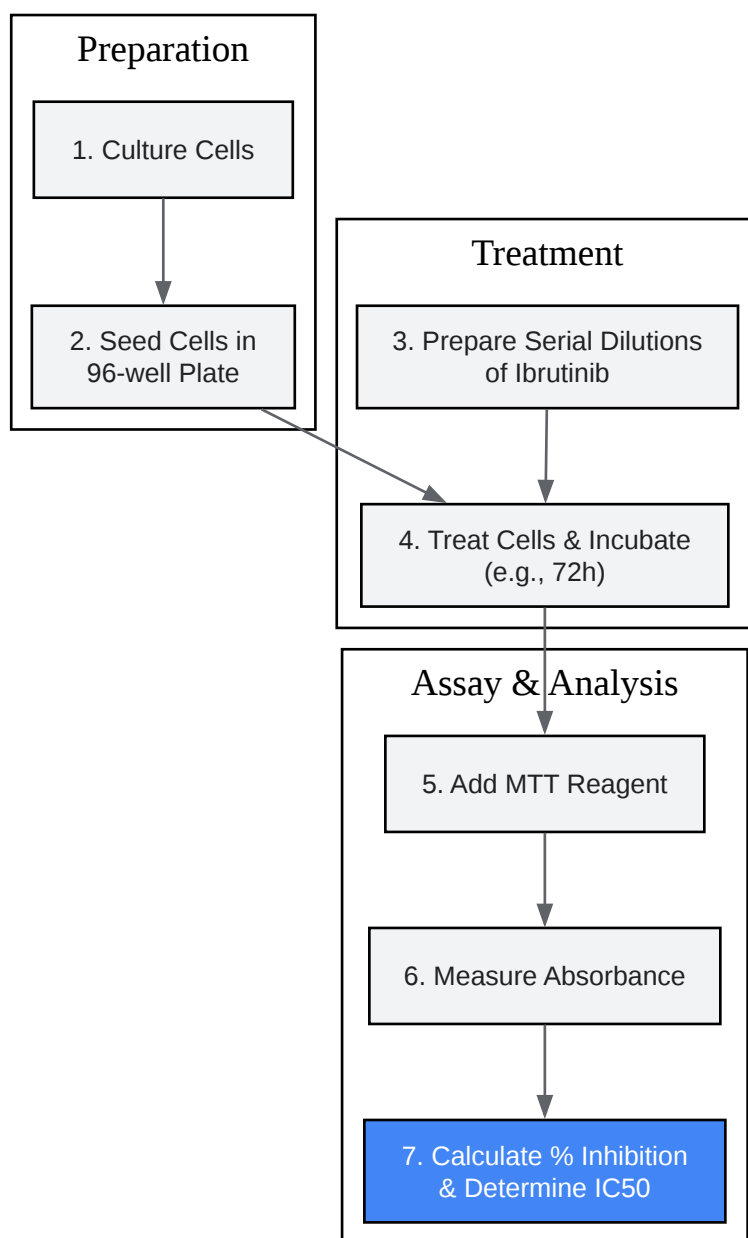 Preparation
1. Culture Cells
2. Seed Cells in
96-well Plate
Treatment
3. Prepare Serial Dilutions
of Ibrutinib
4. Treat Cells & Incubate
(e.g., 72h)
Assay & Analysis
5. Add MTT Reagent
6. Measure Absorbance
7. Calculate % Inhibition
& Determine IC50